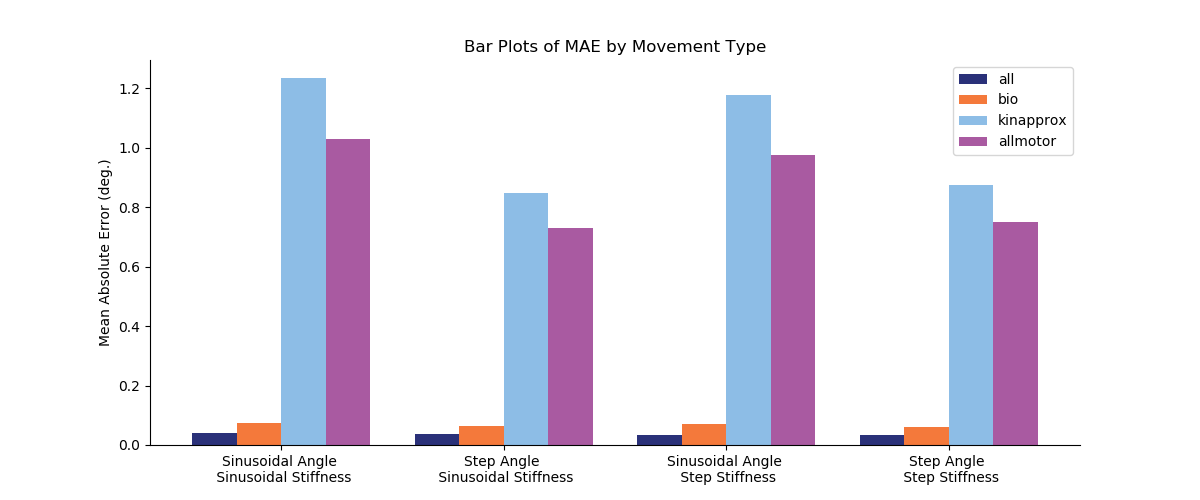 Bar Plots of MAE by Movement Type
Mean Absolute Error (deg.)
1.2
1.0
0.8
0.6
0.4
0.2
0.0
all
bio
kinapprox
allmotor
Sinusoidal Angle
Sinusoidal Stiffness
Step Angle
Sinusoidal Stiffness
Sinusoidal Angle
Step Stiffness
Step Angle
Step Stiffness